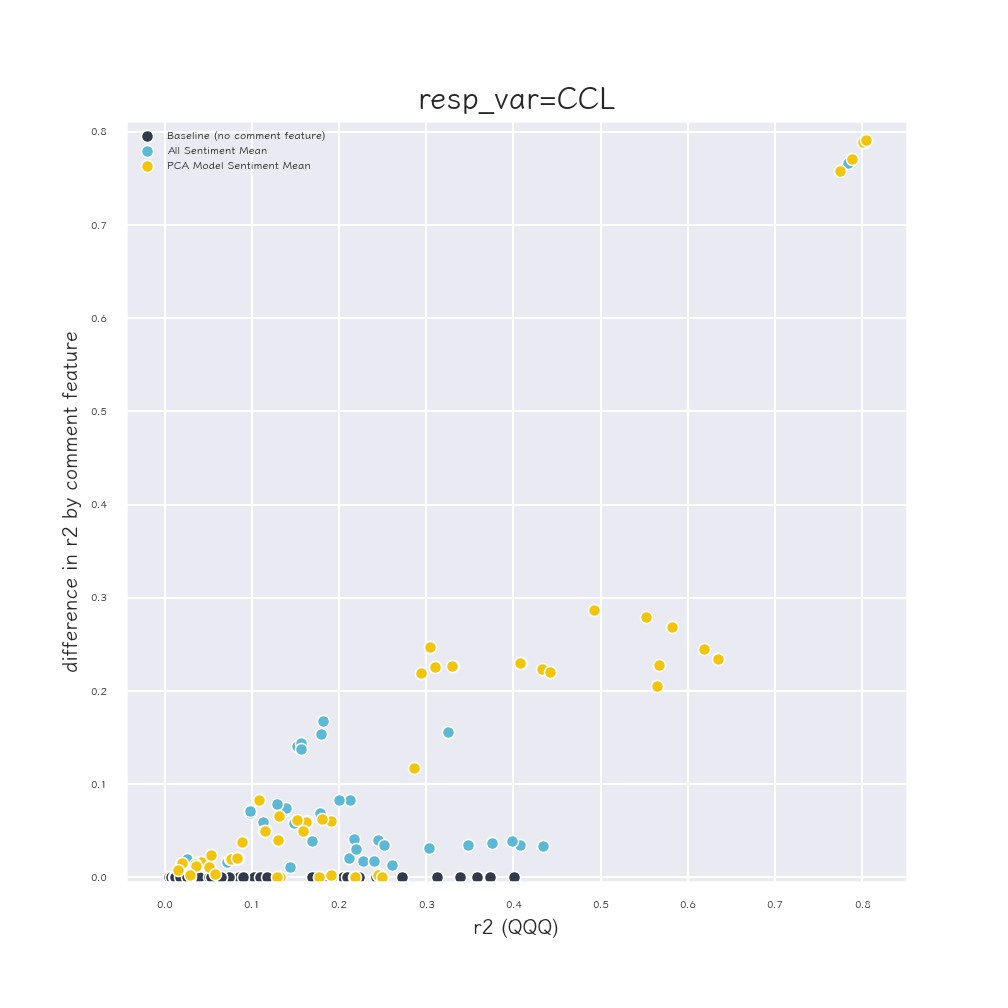 resp_var=CCL
Baseline (no comment feature)
All Sentiment Mean
PCA Model Sentiment Mean
difference in r2 by comment feature
0.8
0.7
0.6
0.5
0.4
0.3
0.2
0.1
0.0
0.0 0.1 0.2 0.3 0.4 0.5 0.6 0.7 0.8
r2 (QQQ)